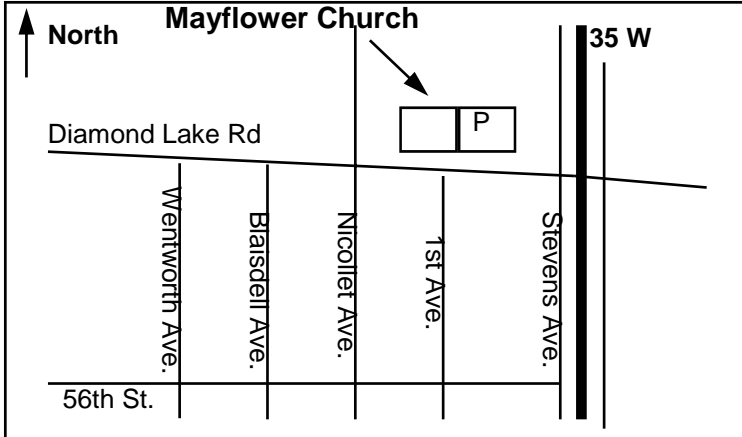 Mayflower Church
North
35 W
P
Diamond Lake Rd
Wentworth Ave.
Blaisdell Ave.
Nicollet Ave.
1st Ave.
Stevens Ave.
56th St.